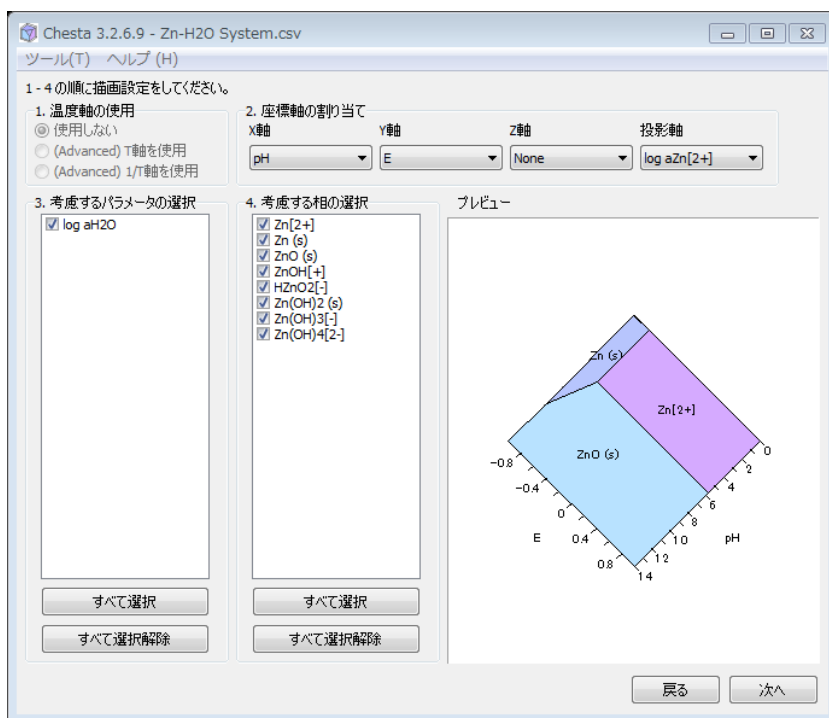 Chesta 3.2.6.9 - Zn-H2O System.csv
ツール(T) ヘルプ (H)
1 - 4 の順に描画設定をしてください。
1. 温度軸の使用
使用しない
(Advanced) T軸を使用
(Advanced) 1/T軸を使用
2. 座標軸の割り当て
X軸 Y軸 Z軸 投影軸
pH E None log aZn[2+]
3. 考慮するパラメータの選択
log aH2O
すべて選択
すべて選択解除
4. 考慮する相の選択
Zn[2+]
Zn (s)
ZnO (s)
ZnOH[+]
HZnO2[-]
Zn(OH)2 (s)
Zn(OH)3[-]
Zn(OH)4[2-]
すべて選択
すべて選択解除
プレビュー
Zn (s)
Zn[2+]
ZnO (s)
-0.8
-0.4
0
0.4
0.8
E
0
2
4
6
8
10
12
14
pH
戻る 次へ